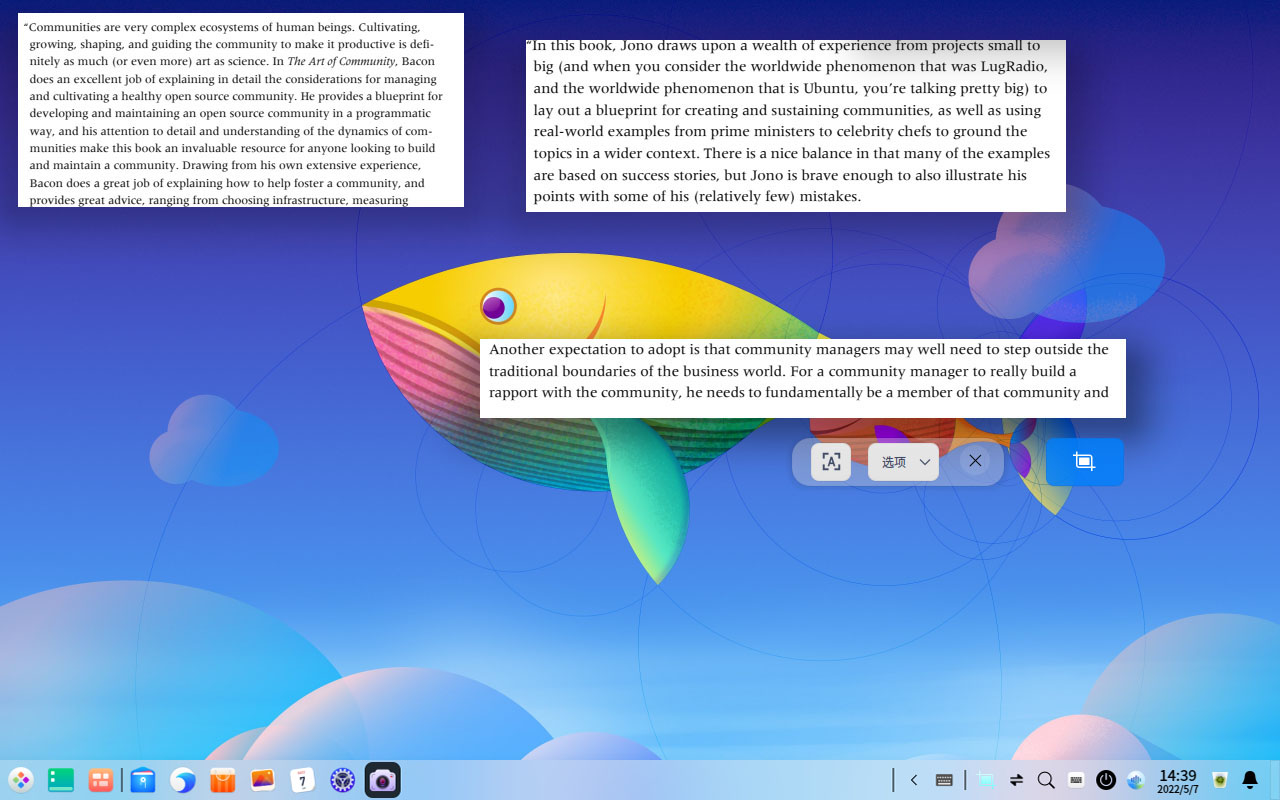 “Communities are very complex ecosystems of human beings. Cultivating,
growing, shaping, and guiding the community to make it productive is defi-
nitely as much (or even more) art as science. In The Art of Community, Bacon
does an excellent job of explaining in detail the considerations for managing
and cultivating a healthy open source community. He provides a blueprint for
developing and maintaining an open source community in a programmatic
way, and his attention to detail and understanding of the dynamics of com-
munities make this book an invaluable resource for anyone looking to build
and maintain a community. Drawing from his own extensive experience,
Bacon does a great job of explaining how to help foster a community, and
provides great advice, ranging from choosing infrastructure, measuring
“In this book, Jono draws upon a wealth of experience from projects small to
big (and when you consider the worldwide phenomenon that was LugRadio,
and the worldwide phenomenon that is Ubuntu, you’re talking pretty big) to
lay out a blueprint for creating and sustaining communities, as well as using
real-world examples from prime ministers to celebrity chefs to ground the
topics in a wider context. There is a nice balance in that many of the examples
are based on success stories, but Jono is brave enough to also illustrate his
points with some of his (relatively few) mistakes.
Another expectation to adopt is that community managers may well need to step outside the
traditional boundaries of the business world. For a community manager to really build a
rapport with the community, he needs to fundamentally be a member of that community and
A
选项
7
14:39
2022/5/7